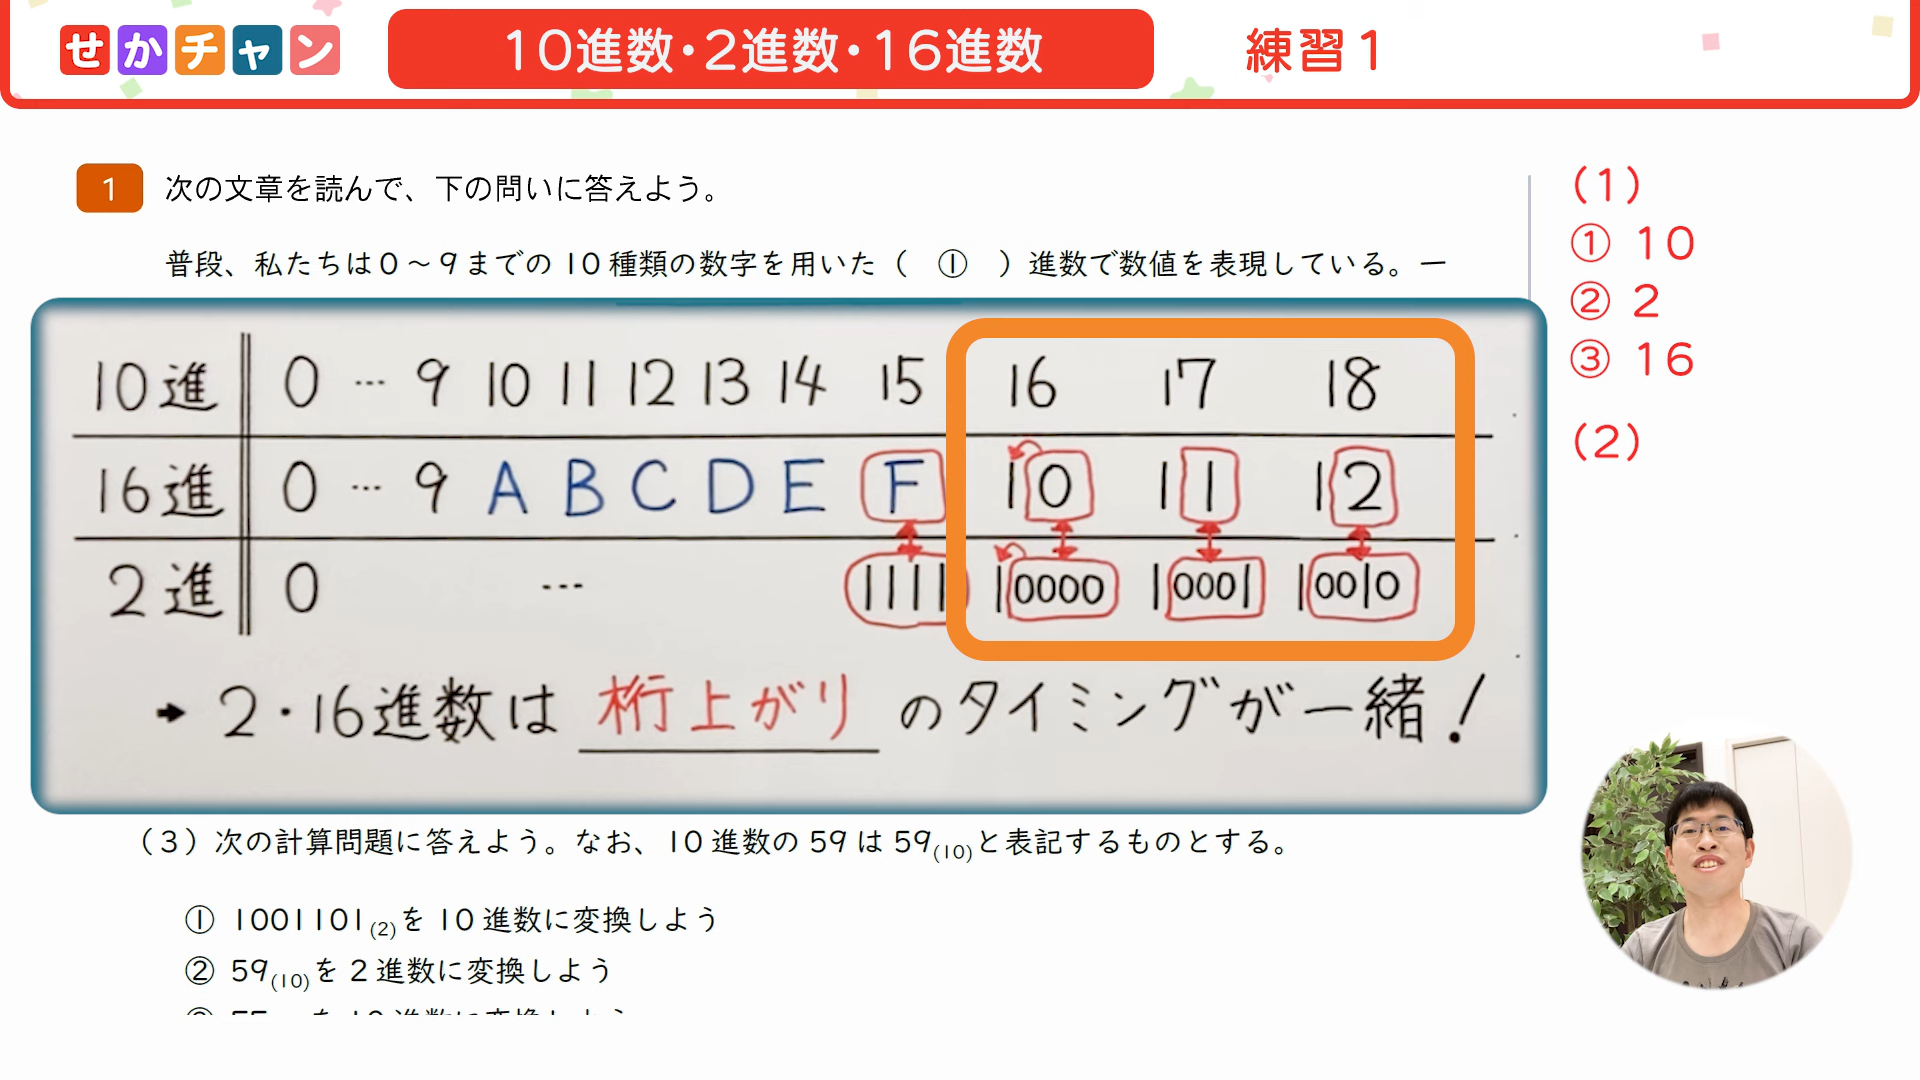 せかチャン
10進数・2進数・16進数
練習1
1 次の文章を読んで、下の問いに答えよう。
普段、私たちは0～9までの10種類の数字を用いた（ ① ）進数で数値を表現している。一
10進 0 … 9 10 11 12 13 14 15 16 17 18
16進 0 … 9 A B C D E F 10 11 12
2進 0 … 1111 10000 10001 10010
➔ 2・16進数は 桁上がり のタイミングが一緒！
（3）次の計算問題に答えよう。なお、10進数の59は59(10)と表記するものとする。
① 1001101(2)を10進数に変換しよう
② 59(10)を2進数に変換しよう
(1)
① 10
② 2
③ 16
(2)